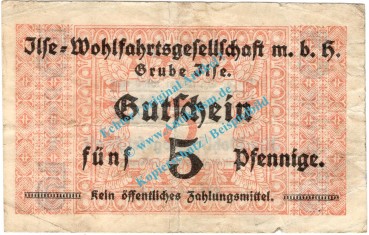 Ilse-Wohlfahrtsgesellschaft m. b. H.
Grube Ilse.
Gutschein
fünf 5 Pfennige.
Kein öffentliches Zahlungsmittel.